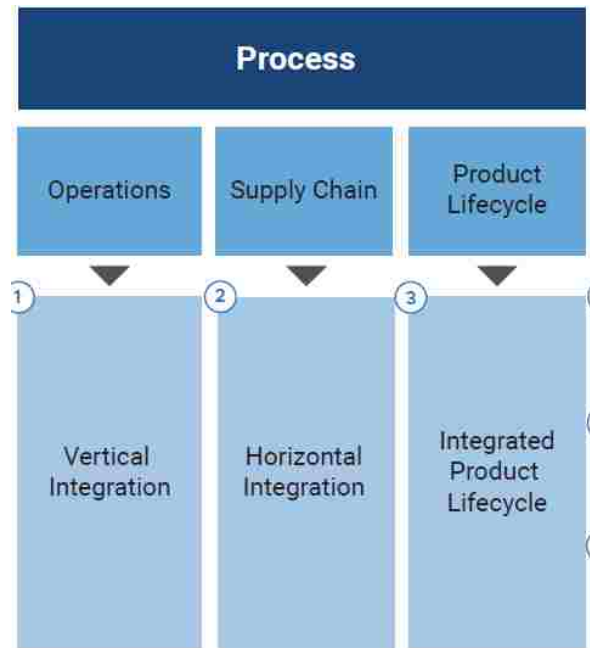 Process
Operations
Supply Chain
Product
Lifecycle
1
2
3
Vertical
Integration
Horizontal
Integration
Integrated
Product
Lifecycle